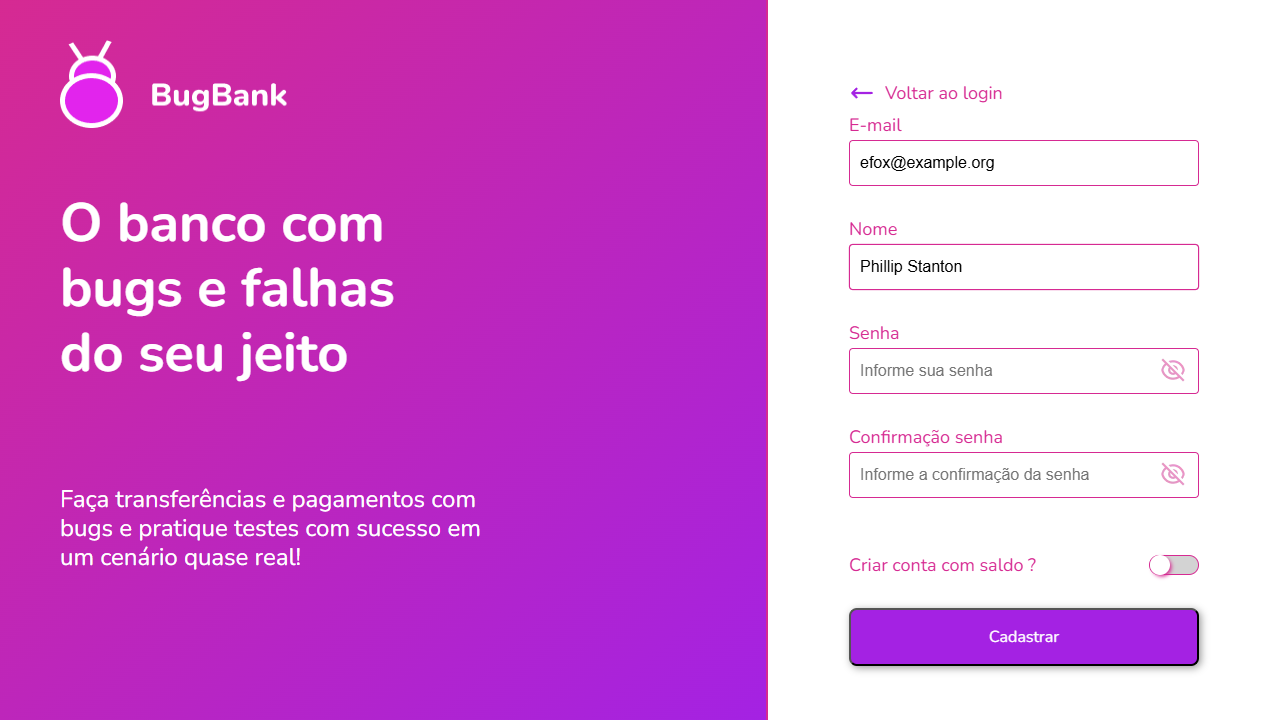 BugBank
O banco com
bugs e falhas
do seu jeito
Faça transferências e pagamentos com
bugs e pratique testes com sucesso em
um cenário quase real!
Voltar ao login
E-mail
efox@example.org
Nome
Phillip Stanton
Senha
Informe sua senha
Confirmação senha
Informe a confirmação da senha
Criar conta com saldo ?
Cadastrar